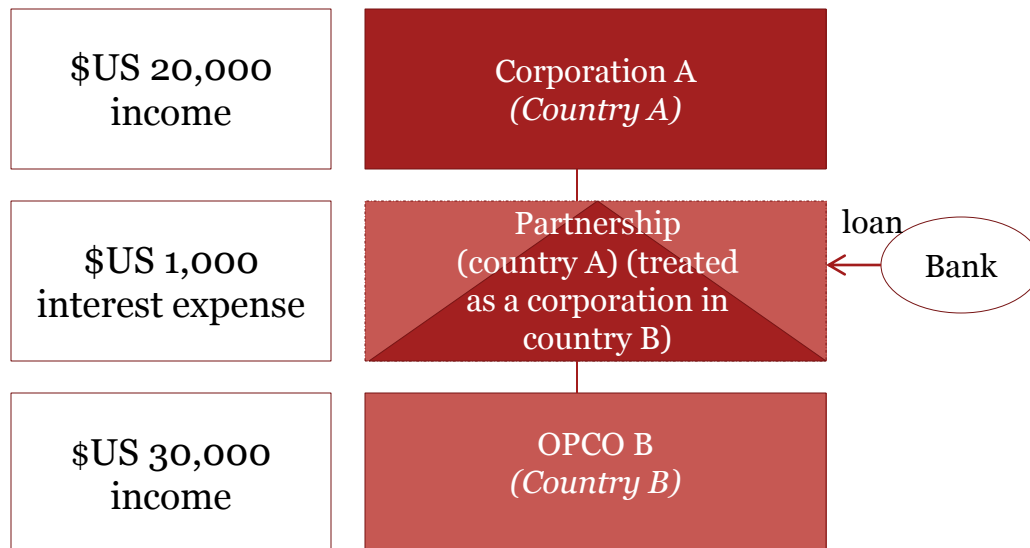 $US 20,000
income
Corporation A
(Country A)
$US 1,000
interest expense
Partnership
(country A) (treated
as a corporation in
country B)
loan
Bank
$US 30,000
income
OPCO B
(Country B)